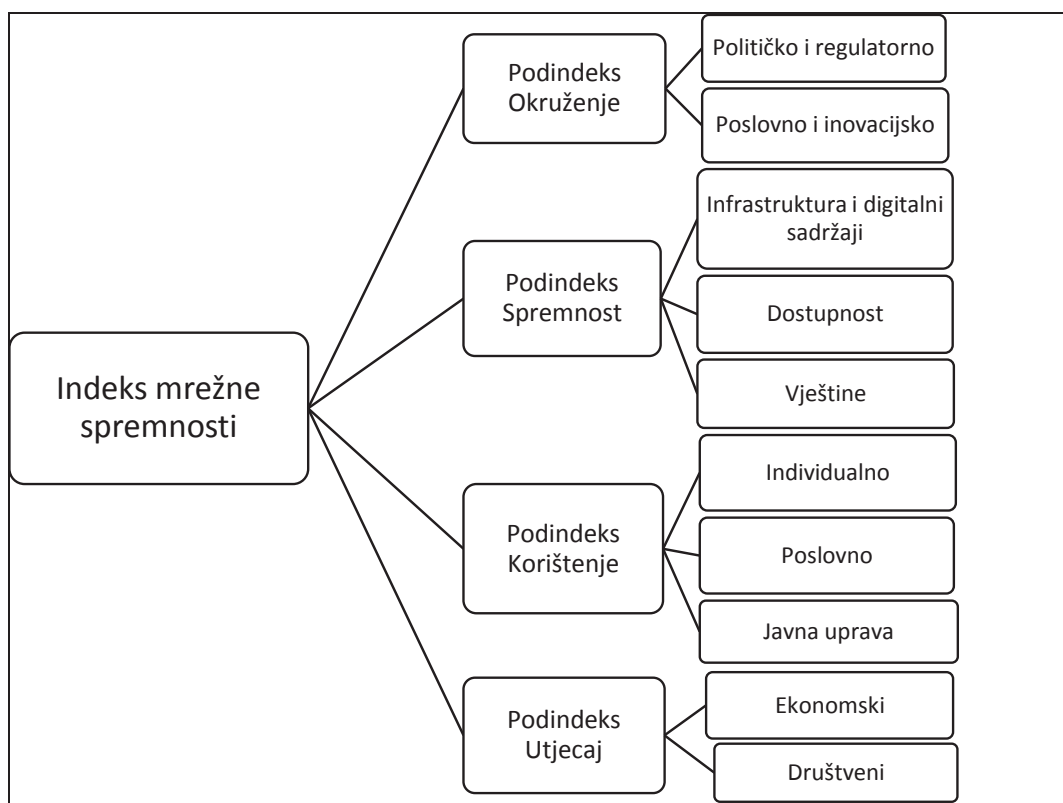 Indeks mrežne
spremnosti
Podindeks
Okruženje
Političko i regulatorno
Poslovno i inovacijsko
Podindeks
Spremnost
Infrastruktura i digitalni
sadržaji
Dostupnost
Vještine
Podindeks
Korištenje
Individualno
Poslovno
Javna uprava
Podindeks
Utjecaj
Ekonomski
Društveni